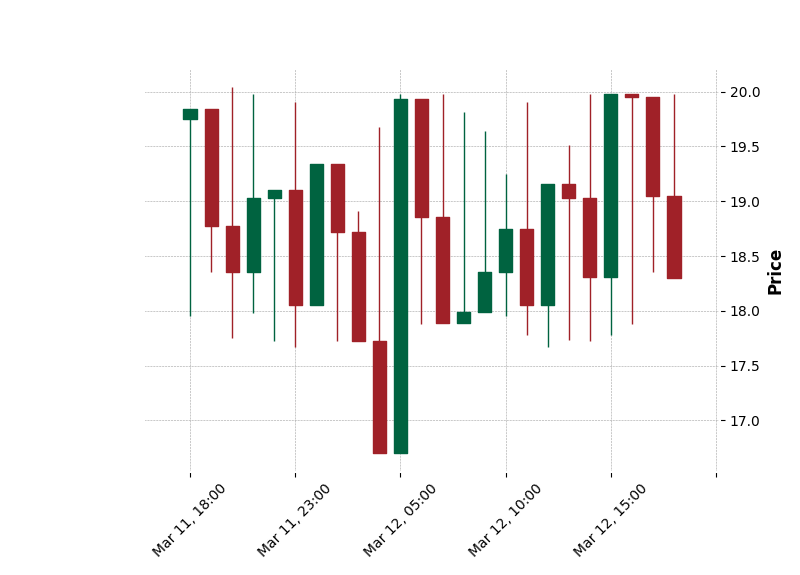 20.0
19.5
19.0
18.5
18.0
17.5
17.0
Price
Mar 11, 18:00
Mar 11, 23:00
Mar 12, 05:00
Mar 12, 10:00
Mar 12, 15:00